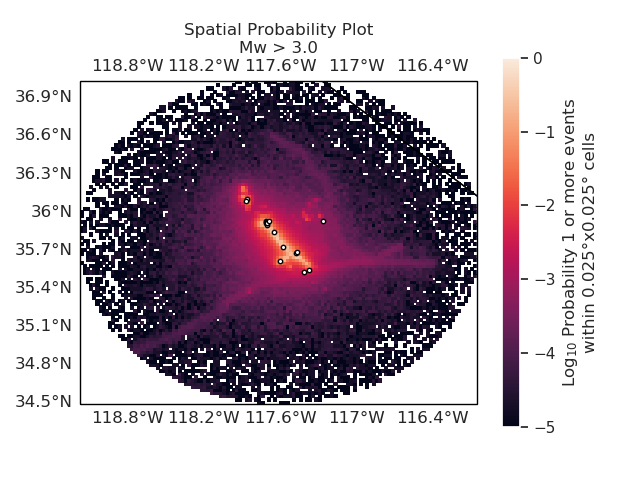 Spatial Probability Plot
Mw > 3.0
118.8°W 118.2°W 117.6°W 117°W 116.4°W
36.9°N
36.6°N
36.3°N
36°N
35.7°N
35.4°N
35.1°N
34.8°N
34.5°N
118.8°W 118.2°W 117.6°W 117°W 116.4°W
0
−1
−2
−3
−4
−5
Log₁₀ Probability 1 or more events
within 0.025°x0.025° cells